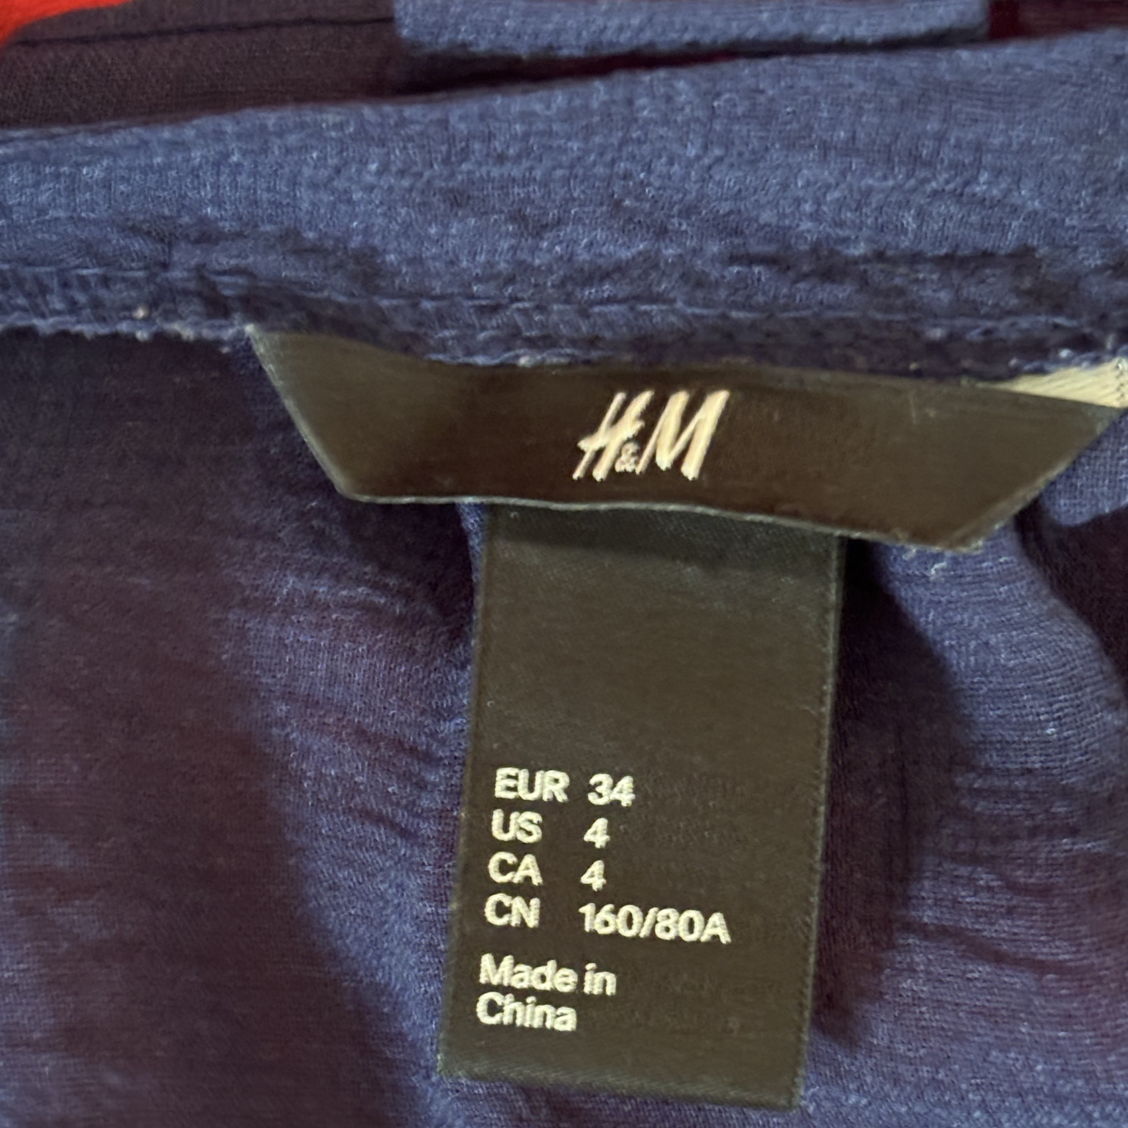 H&M
EUR 34
US 4
CA 4
CN 160/80A
Made in
China